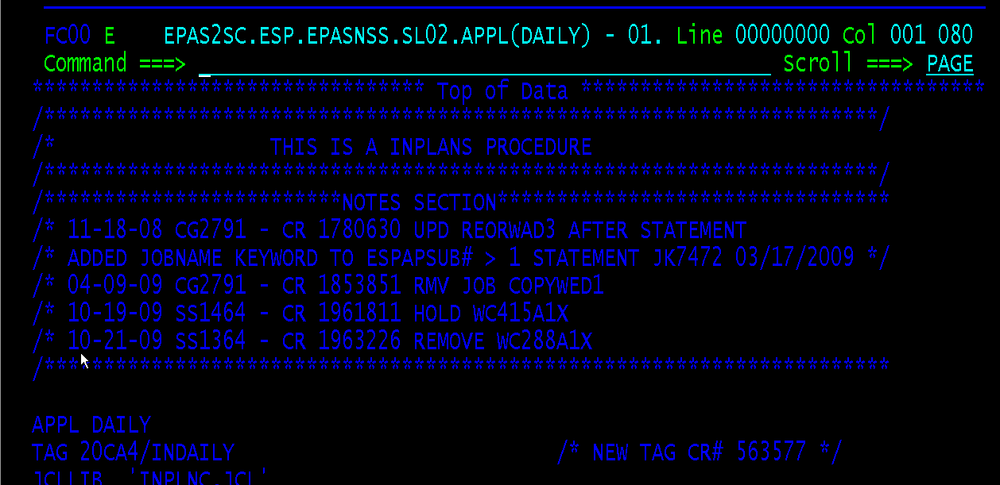 FC00 E EPAS2SC.ESP.EPASNSS.SL02.APPL(DAILY) - 01. Line 00000000 Col 001 080
Command ===> _ Scroll ===> PAGE
********************************* Top of Data **********************************
/**********************************************************************/
/* THIS IS A INPLANS PROCEDURE
/**********************************************************************/
/*************************NOTES SECTION*********************************
/* 11-18-08 CG2791 - CR 1780630 UPD REORWAD3 AFTER STATEMENT
/* ADDED JOBNAME KEYWORD TO ESPAPSUB# > 1 STATEMENT JK7472 03/17/2009 */
/* 04-09-09 CG2791 - CR 1853851 RMV JOB COPYWED1
/* 10-19-09 SS1464 - CR 1961811 HOLD WC415A1X
/* 10-21-09 SS1364 - CR 1963226 REMOVE WC288A1X
/***********************************************************************
APPL DAILY
TAG 20CA4/INDAILY /* NEW TAG CR# 563577 */
JCLLIB 'INPLNC.JCL'